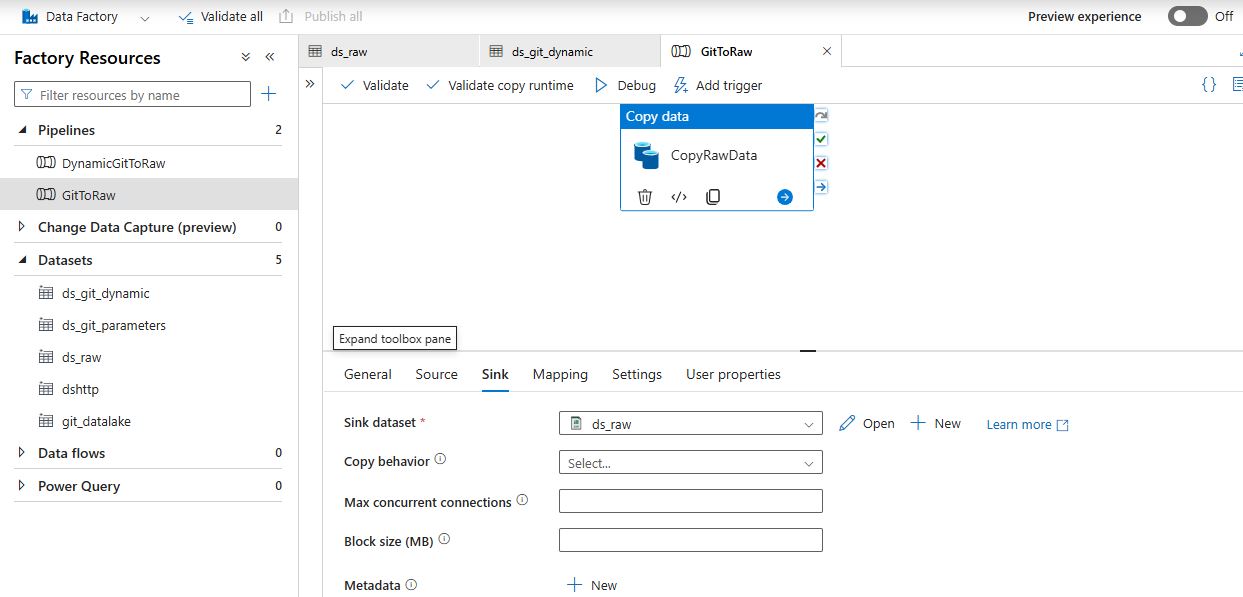 Data Factory Validate all Publish all Preview experience Off
Factory Resources
Filter resources by name
Pipelines 2
DynamicGitToRaw
GitToRaw
Change Data Capture (preview) 0
Datasets 5
ds_git_dynamic
ds_git_parameters
ds_raw
dshttp
git_datalake
Data flows 0
Power Query 0
ds_raw ds_git_dynamic GitToRaw
Validate Validate copy runtime Debug Add trigger {}
Copy data
CopyRawData
Expand toolbox pane
General Source Sink Mapping Settings User properties
Sink dataset * ds_raw Open New Learn more
Copy behavior Select...
Max concurrent connections
Block size (MB)
Metadata New